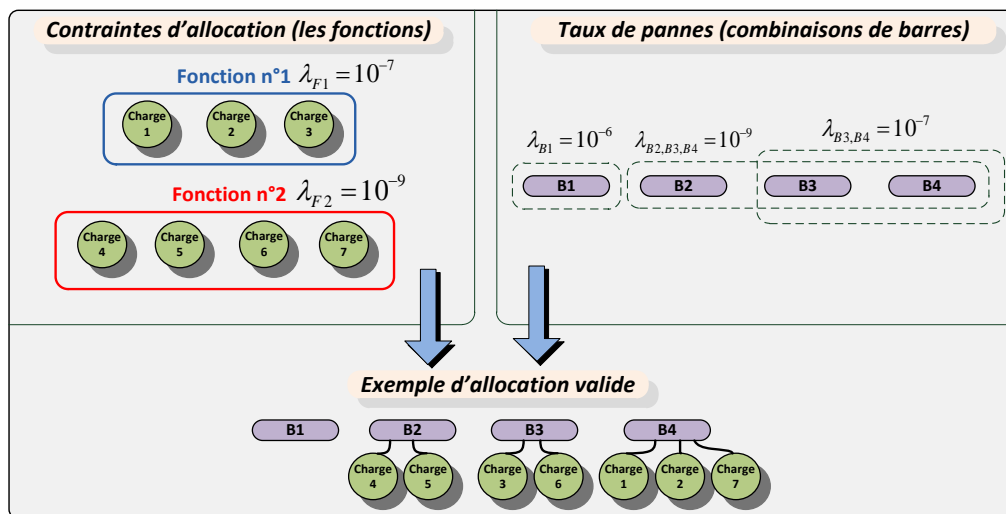 Contraintes d'allocation (les fonctions)
Fonction n°1 λF1 = 10⁻⁷
Charge 1
Charge 2
Charge 3
Fonction n°2 λF2 = 10⁻⁹
Charge 4
Charge 5
Charge 6
Charge 7
Taux de pannes (combinaisons de barres)
λB1 = 10⁻⁶
λB2,B3,B4 = 10⁻⁹
λB3,B4 = 10⁻⁷
B1
B2
B3
B4
Exemple d'allocation valide
B1
B2
B3
B4
Charge 4
Charge 5
Charge 3
Charge 6
Charge 1
Charge 2
Charge 7